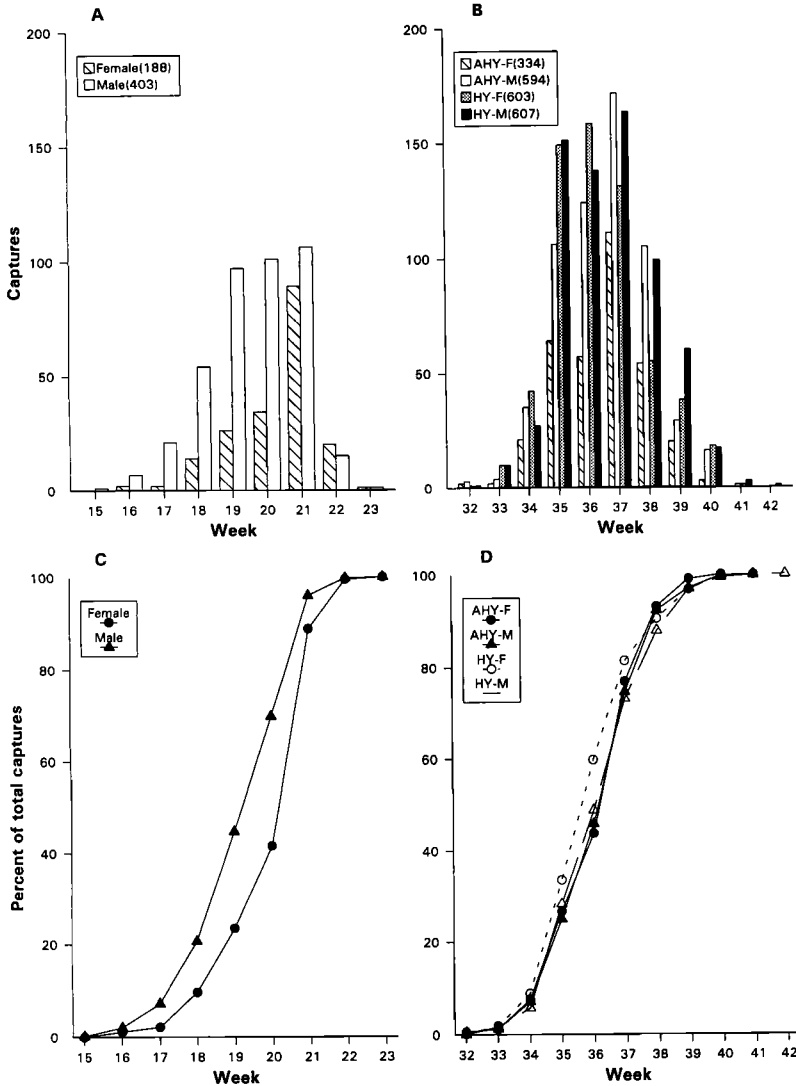 A
200
150
100
50
0
Captures
Female(188)
Male(403)
15 16 17 18 19 20 21 22 23
Week
B
200
150
100
50
0
AHY-F(334)
AHY-M(594)
HY-F(603)
HY-M(607)
32 33 34 35 36 37 38 39 40 41 42
Week
C
100
80
60
40
20
0
Percent of total captures
Female
Male
15 16 17 18 19 20 21 22 23
Week
D
100
80
60
40
20
0
AHY-F
AHY-M
HY-F
HY-M
32 33 34 35 36 37 38 39 40 41 42
Week